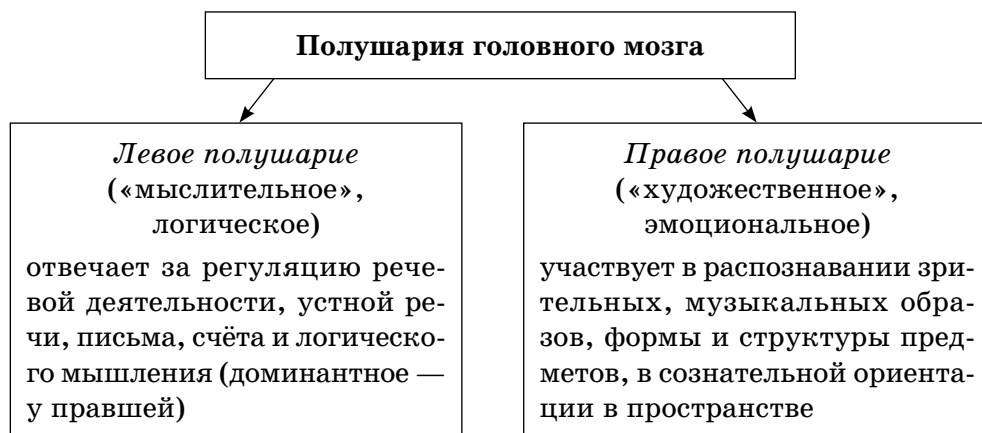 Полушария головного мозга
Левое полушарие
(«мыслительное»,
логическое)
отвечает за регуляцию рече-
вой деятельности, устной ре-
чи, письма, счёта и логическо-
го мышления (доминантное —
у правшей)
Правое полушарие
(«художественное»,
эмоциональное)
участвует в распознавании зри-
тельных, музыкальных обра-
зов, формы и структуры пред-
метов, в сознательной ориента-
ции в пространстве